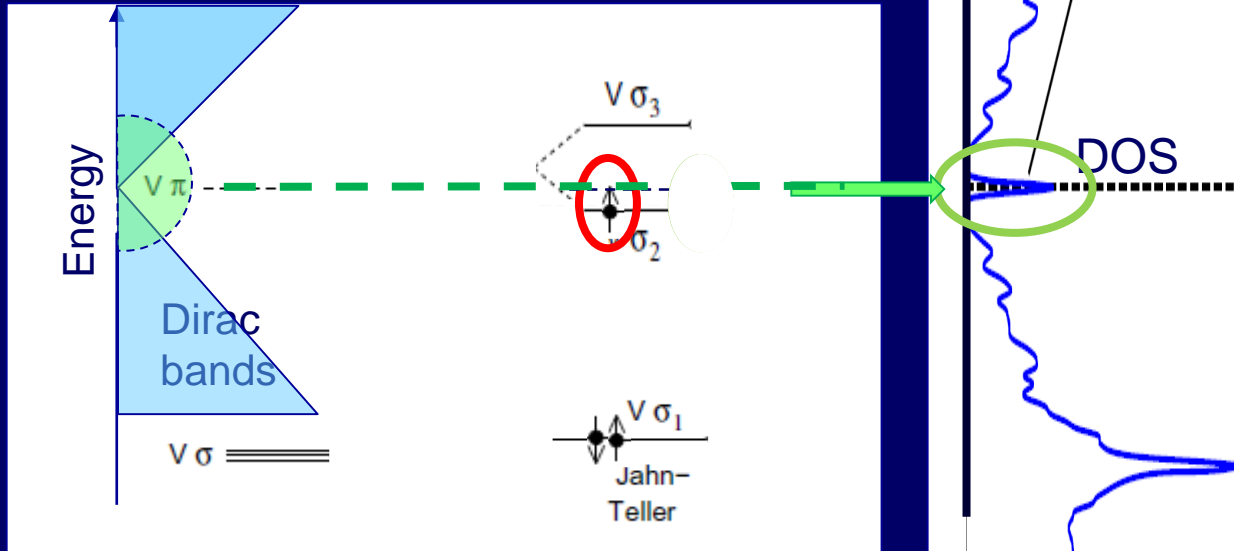 Energy
V π
Dirac
bands
V σ
V σ₃
σ₂
V σ₁
Jahn–
Teller
DOS